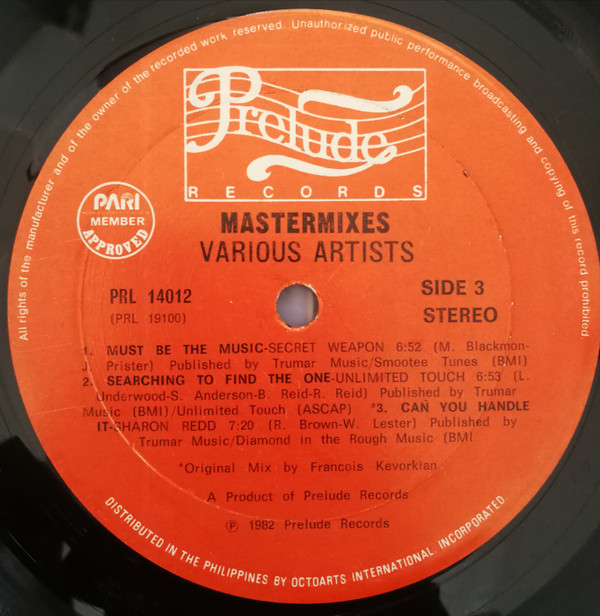 All rights of the manufacturer and of the owner of the recorded work reserved. Unauthorized public performance broadcasting and copying of this record prohibited
Prelude
RECORDS
PARI
MEMBER
APPROVED
MASTERMIXES
VARIOUS ARTISTS
PRL 14012
SIDE 3
(PRL 19100)
STEREO
1. MUST BE THE MUSIC-SECRET WEAPON 6:52 (M. Blackmon-
J. Prister) Published by Trumar Music/Smootee Tunes (BMI)
2. SEARCHING TO FIND THE ONE-UNLIMITED TOUCH 6:53 (L.
Underwood-S. Anderson-B. Reid-R. Reid) Published by Trumar
Music (BMI)/Unlimited Touch (ASCAP) *3. CAN YOU HANDLE
IT-SHARON REDD 7:20 (R. Brown-W. Lester) Published by
Trumar Music/Diamond in the Rough Music (BMI
*Original Mix by Francois Kevorkian
A Product of Prelude Records
℗ 1982 Prelude Records
DISTRIBUTED IN THE PHILIPPINES BY OCTOARTS INTERNATIONAL, INCORPORATED.